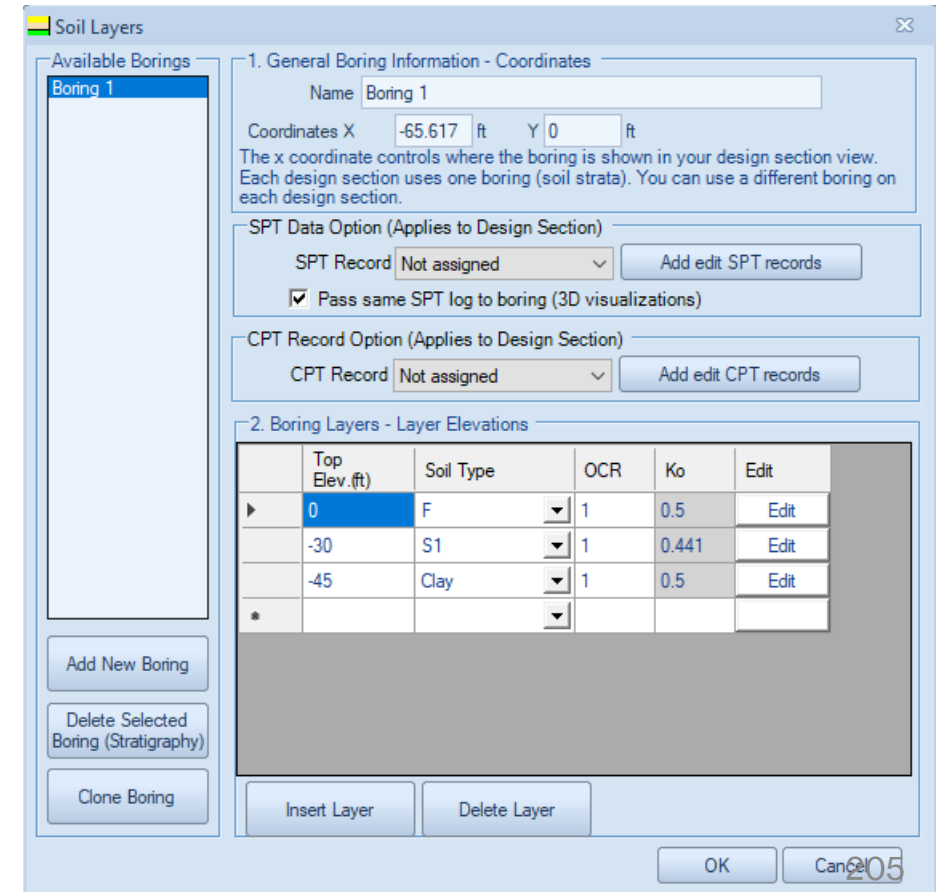 Soil Layers
Available Borings
Boring 1
Add New Boring
Delete Selected
Boring (Stratigraphy)
Clone Boring
1. General Boring Information - Coordinates
Name Boring 1
Coordinates X -65.617 ft Y 0 ft
The x coordinate controls where the boring is shown in your design section view.
Each design section uses one boring (soil strata). You can use a different boring on
each design section.
SPT Data Option (Applies to Design Section)
SPT Record Not assigned Add edit SPT records
Pass same SPT log to boring (3D visualizations)
CPT Record Option (Applies to Design Section)
CPT Record Not assigned Add edit CPT records
2. Boring Layers - Layer Elevations
Top
Elev.(ft) Soil Type OCR Ko Edit
0 F 1 0.5 Edit
-30 S1 1 0.441 Edit
-45 Clay 1 0.5 Edit
*
Insert Layer Delete Layer
OK Cancel
205